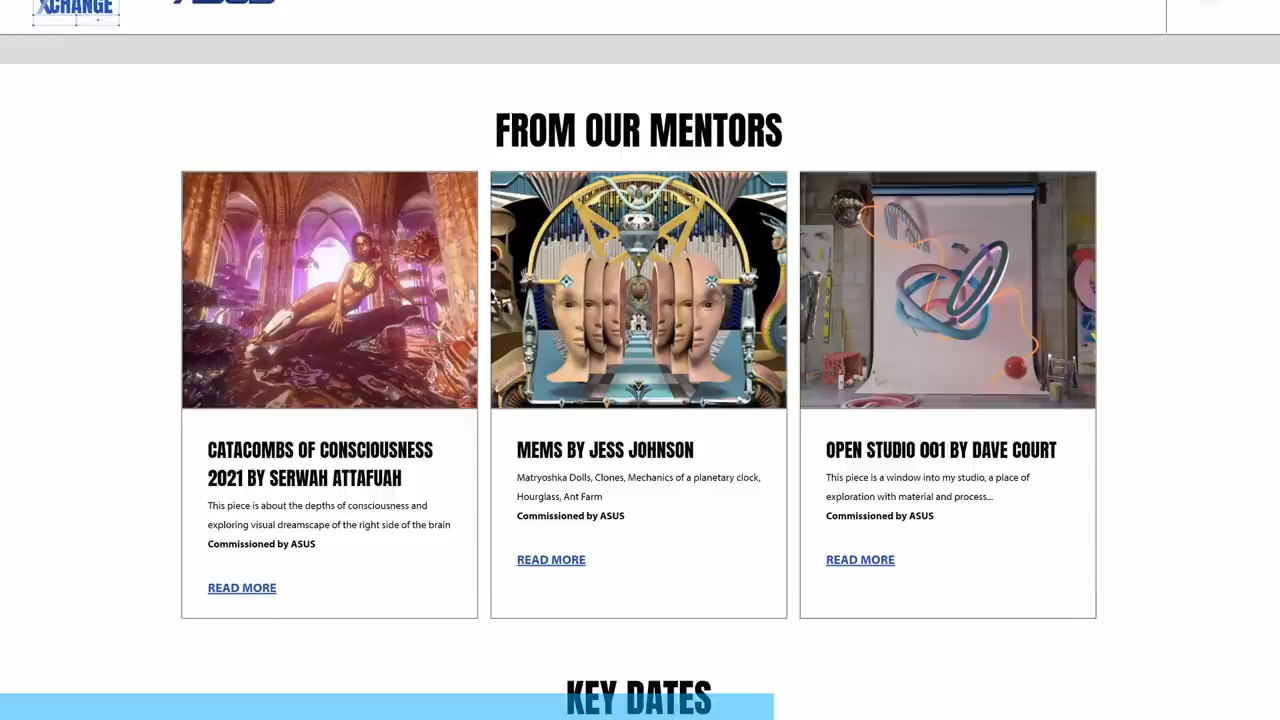 XCHANGE
ASUS
FROM OUR MENTORS
CATACOMBS OF CONSCIOUSNESS
2021 BY SERWAH ATTAFUAH
This piece is about the depths of consciousness and
exploring visual dreamscape of the right side of the brain
Commissioned by ASUS
READ MORE
MEMS BY JESS JOHNSON
Matryoshka Dolls, Clones, Mechanics of a planetary clock,
Hourglass, Ant Farm
Commissioned by ASUS
READ MORE
OPEN STUDIO 001 BY DAVE COURT
This piece is a window into my studio, a place of
exploration with material and process...
Commissioned by ASUS
READ MORE
KEY DATES